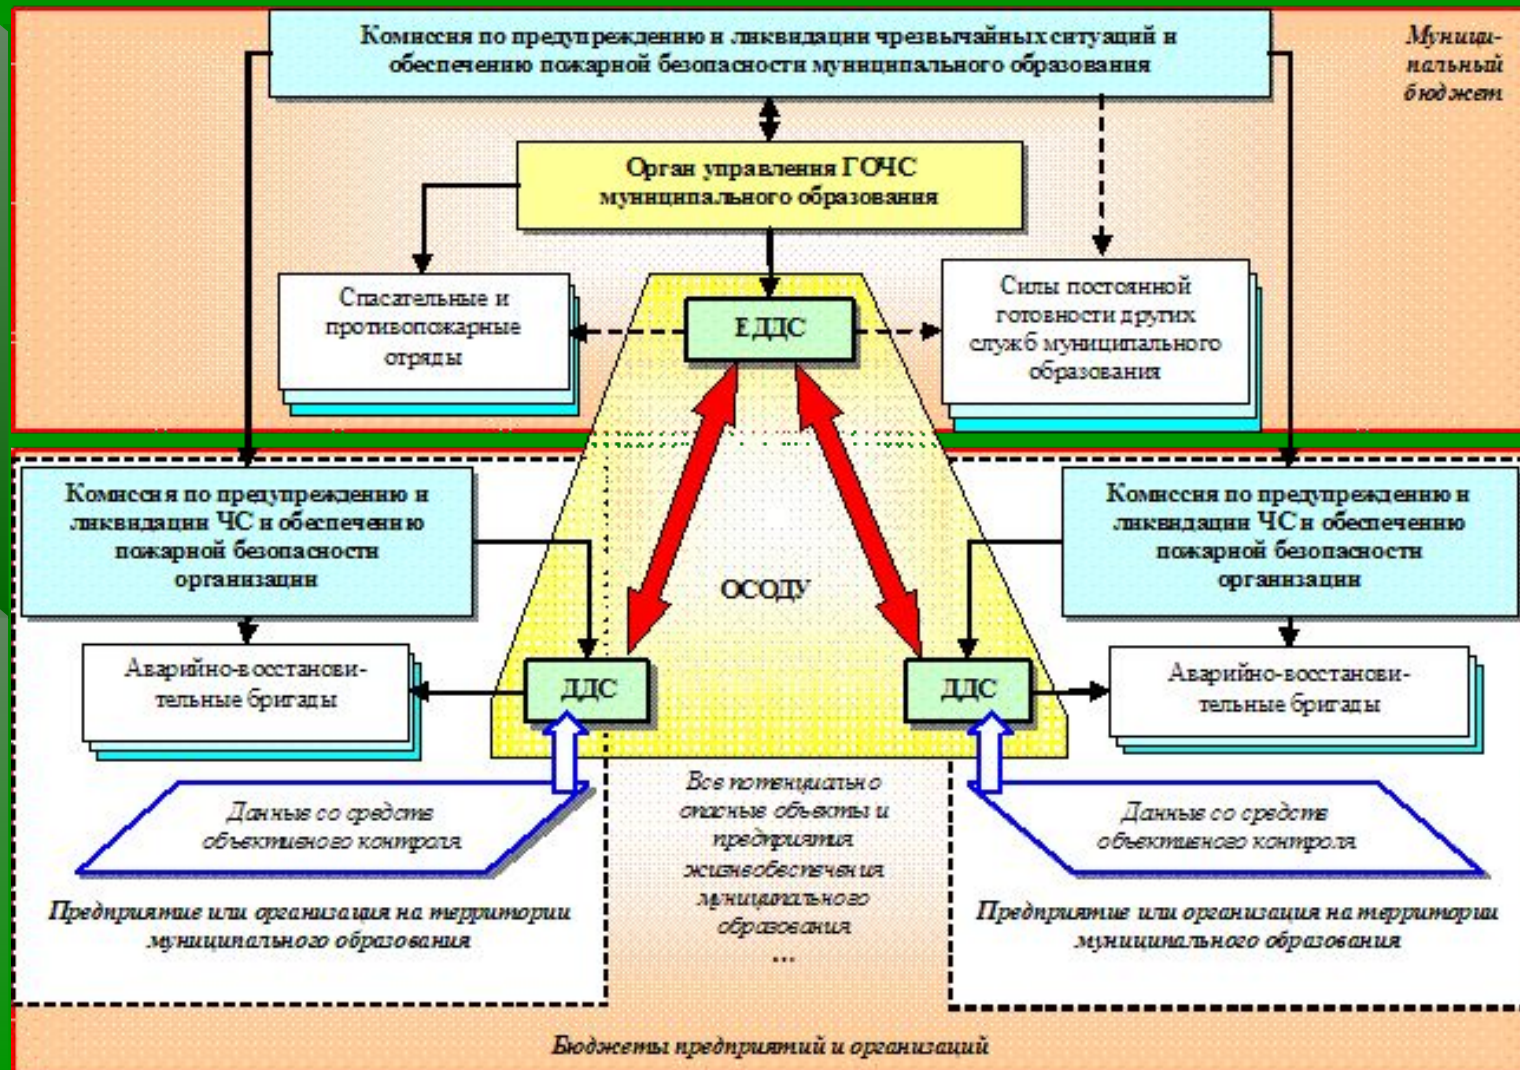 Комиссия по предупреждению и ликвидации чрезвычайных ситуаций и
обеспечению пожарной безопасности муниципального образования
Муници-
пальный
бюджет
Орган управления ГОЧС
муниципального образования
Спасательные и
противопожарные
отряды
ЕДДС
Силы постоянной
готовности других
служб муниципального
образования
Комиссия по предупреждению и
ликвидации ЧС и обеспечению
пожарной безопасности
организации
Комиссия по предупреждению и
ликвидации ЧС и обеспечению
пожарной безопасности
организации
ОСОДУ
Аварийно-восстанови-
тельные бригады
ДДС
ДДС
Аварийно-восстанови-
тельные бригады
Данные со средств
объективного контроля
Все потенциально
опасные объекты и
предприятия
жизнеобеспечения
муниципального
образования
...
Данные со средств
объективного контроля
Предприятие или организация на территории
муниципального образования
Предприятие или организация на территории
муниципального образования
Бюджеты предприятий и организаций